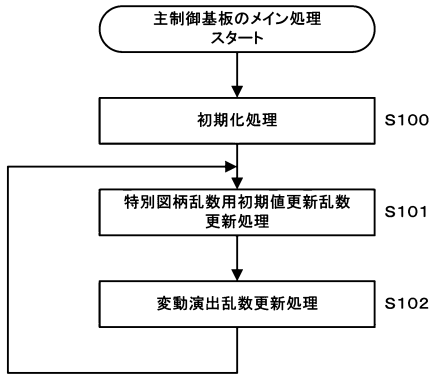 主制御基板のメイン処理
スタート
初期化処理
S100
特別図柄乱数用初期値更新乱数
更新処理
S101
変動演出乱数更新処理
S102